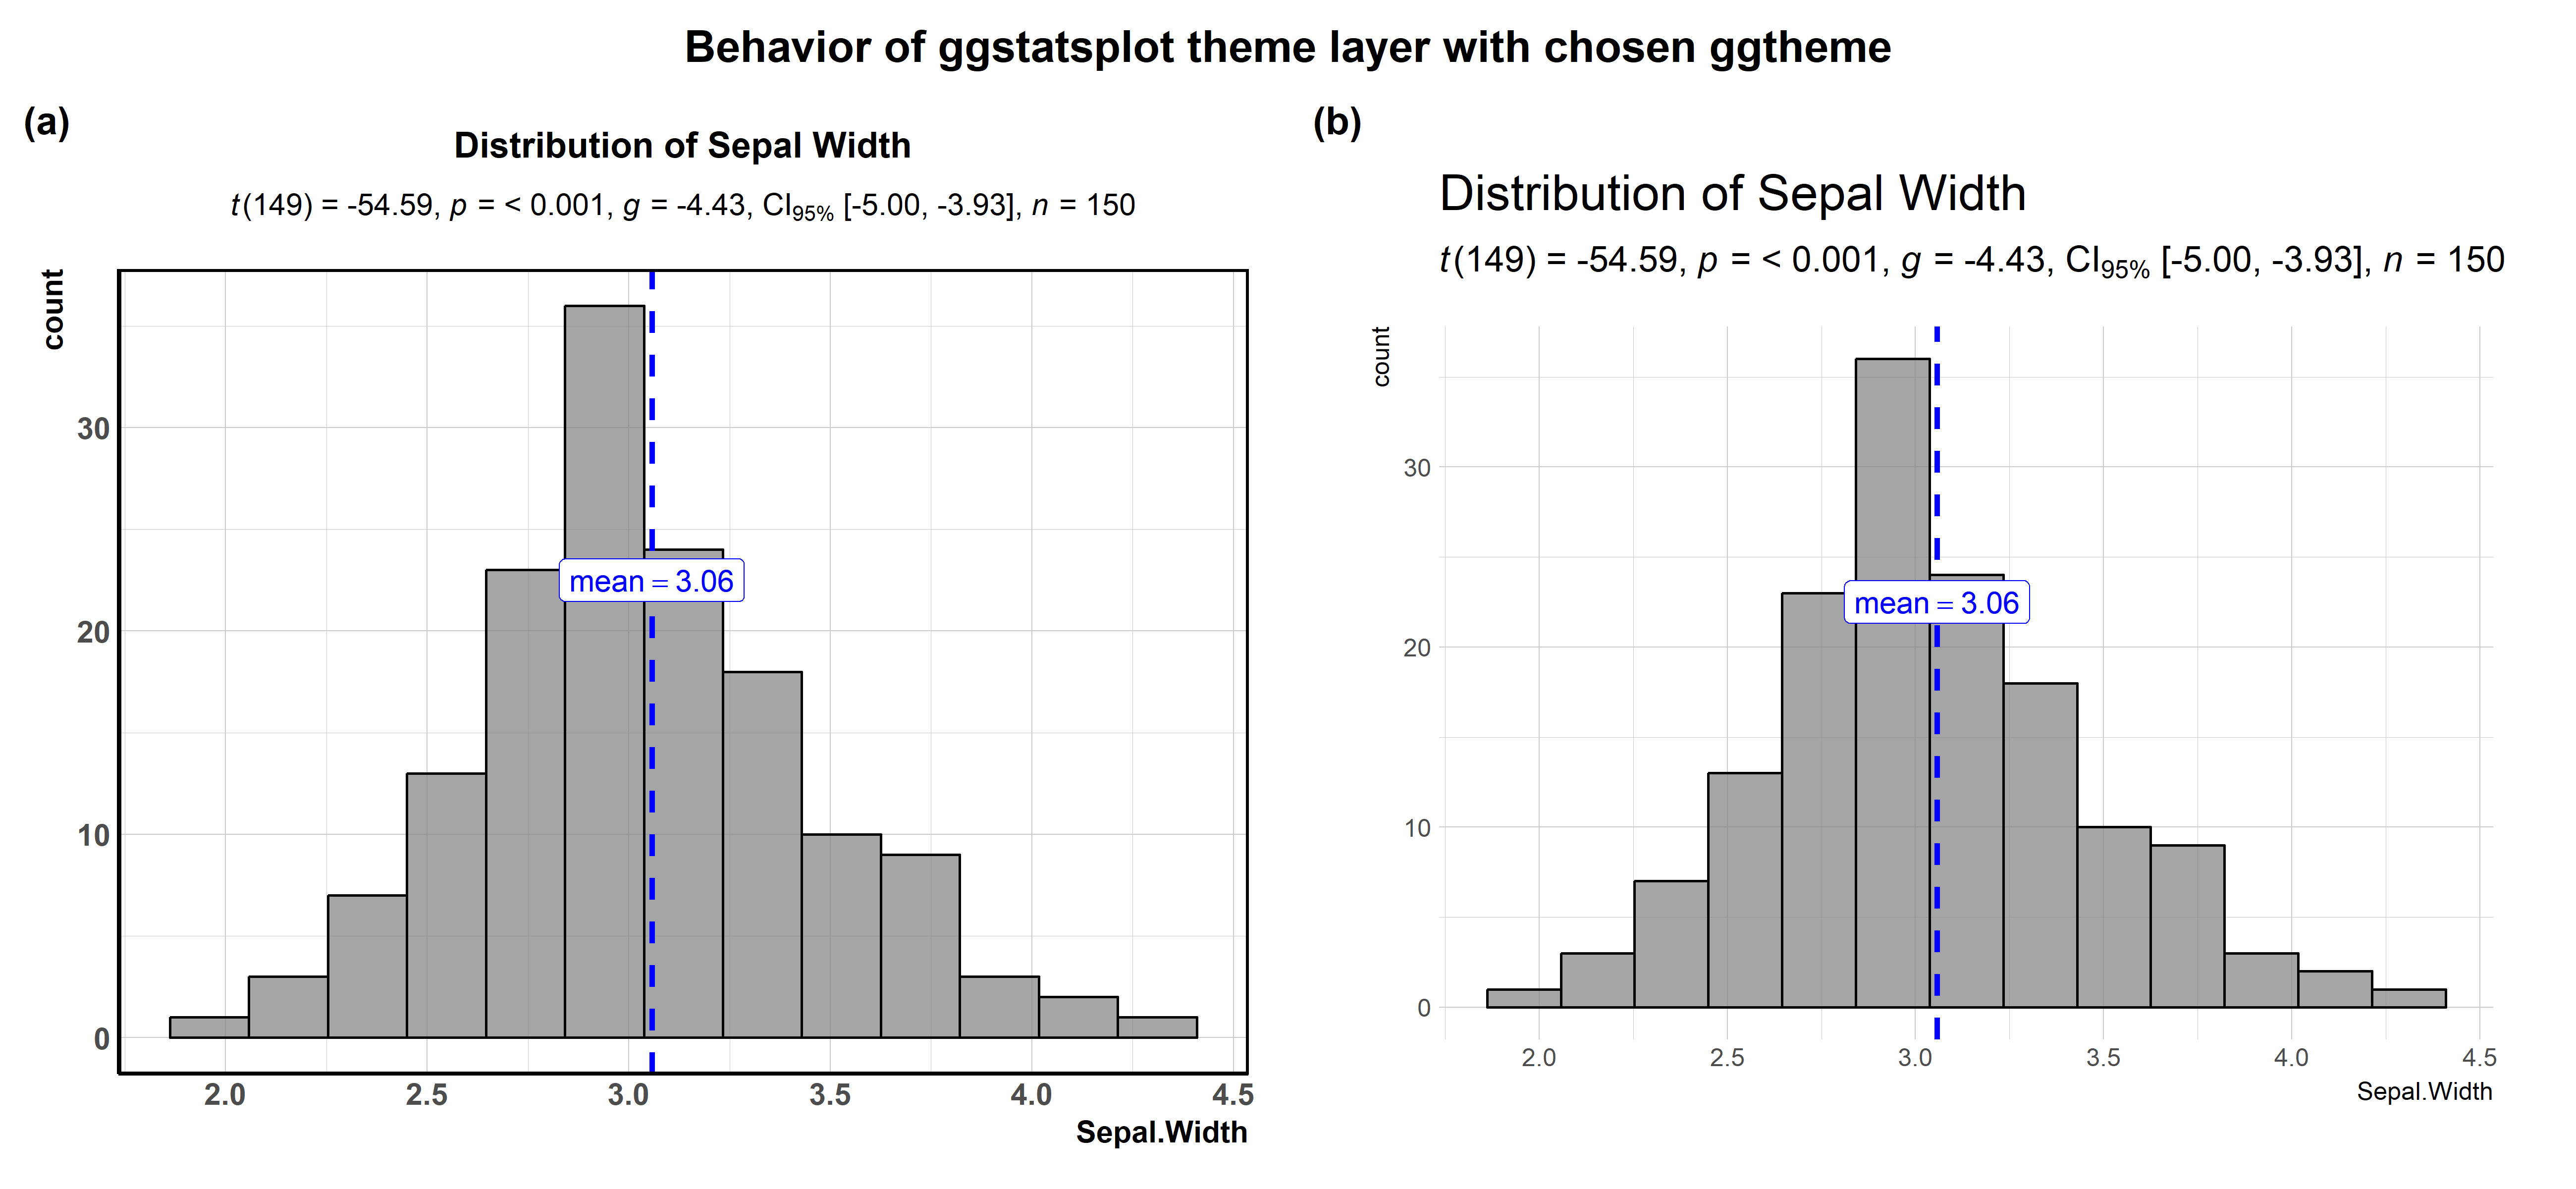 Behavior of ggstatsplot theme layer with chosen ggtheme
(a)
Distribution of Sepal Width
t(149) = -54.59, p = < 0.001, g = -4.43, CI95% [-5.00, -3.93], n = 150
count
30
20
10
0
mean = 3.06
2.0 2.5 3.0 3.5 4.0 4.5
Sepal.Width
(b)
Distribution of Sepal Width
t(149) = -54.59, p = < 0.001, g = -4.43, CI95% [-5.00, -3.93], n = 150
count
30
20
10
0
mean = 3.06
2.0 2.5 3.0 3.5 4.0 4.5
Sepal.Width